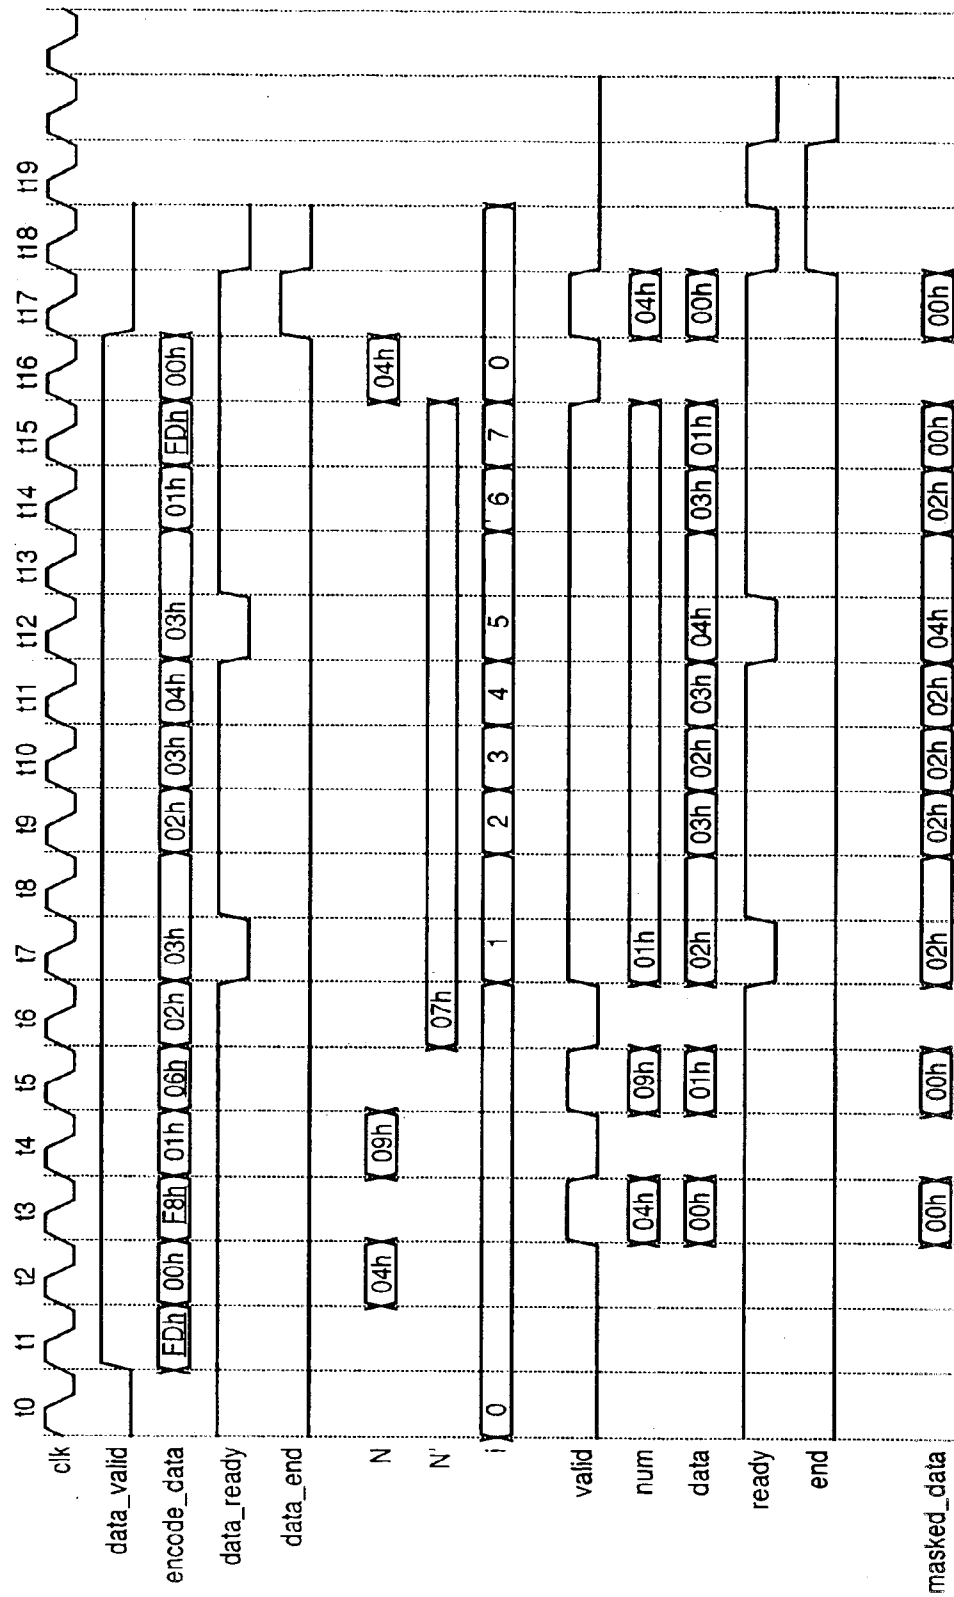 t0 t1 t2 t3 t4 t5 t6 t7 t8 t9 t10 t11 t12 t13 t14 t15 t16 t17 t18 t19
clk
data_valid
encode_data FDh 00h F8h 01h 06h 02h 03h 02h 03h 04h 03h 01h FDh 00h
data_ready
data_end
N 04h 09h 04h
N' 07h
i 0 1 2 3 4 5 6 7 0
valid
num 04h 09h 01h 04h
data 00h 01h 02h 03h 02h 03h 04h 03h 01h 00h
ready
end
masked_data 00h 00h 02h 02h 02h 02h 04h 02h 00h 00h